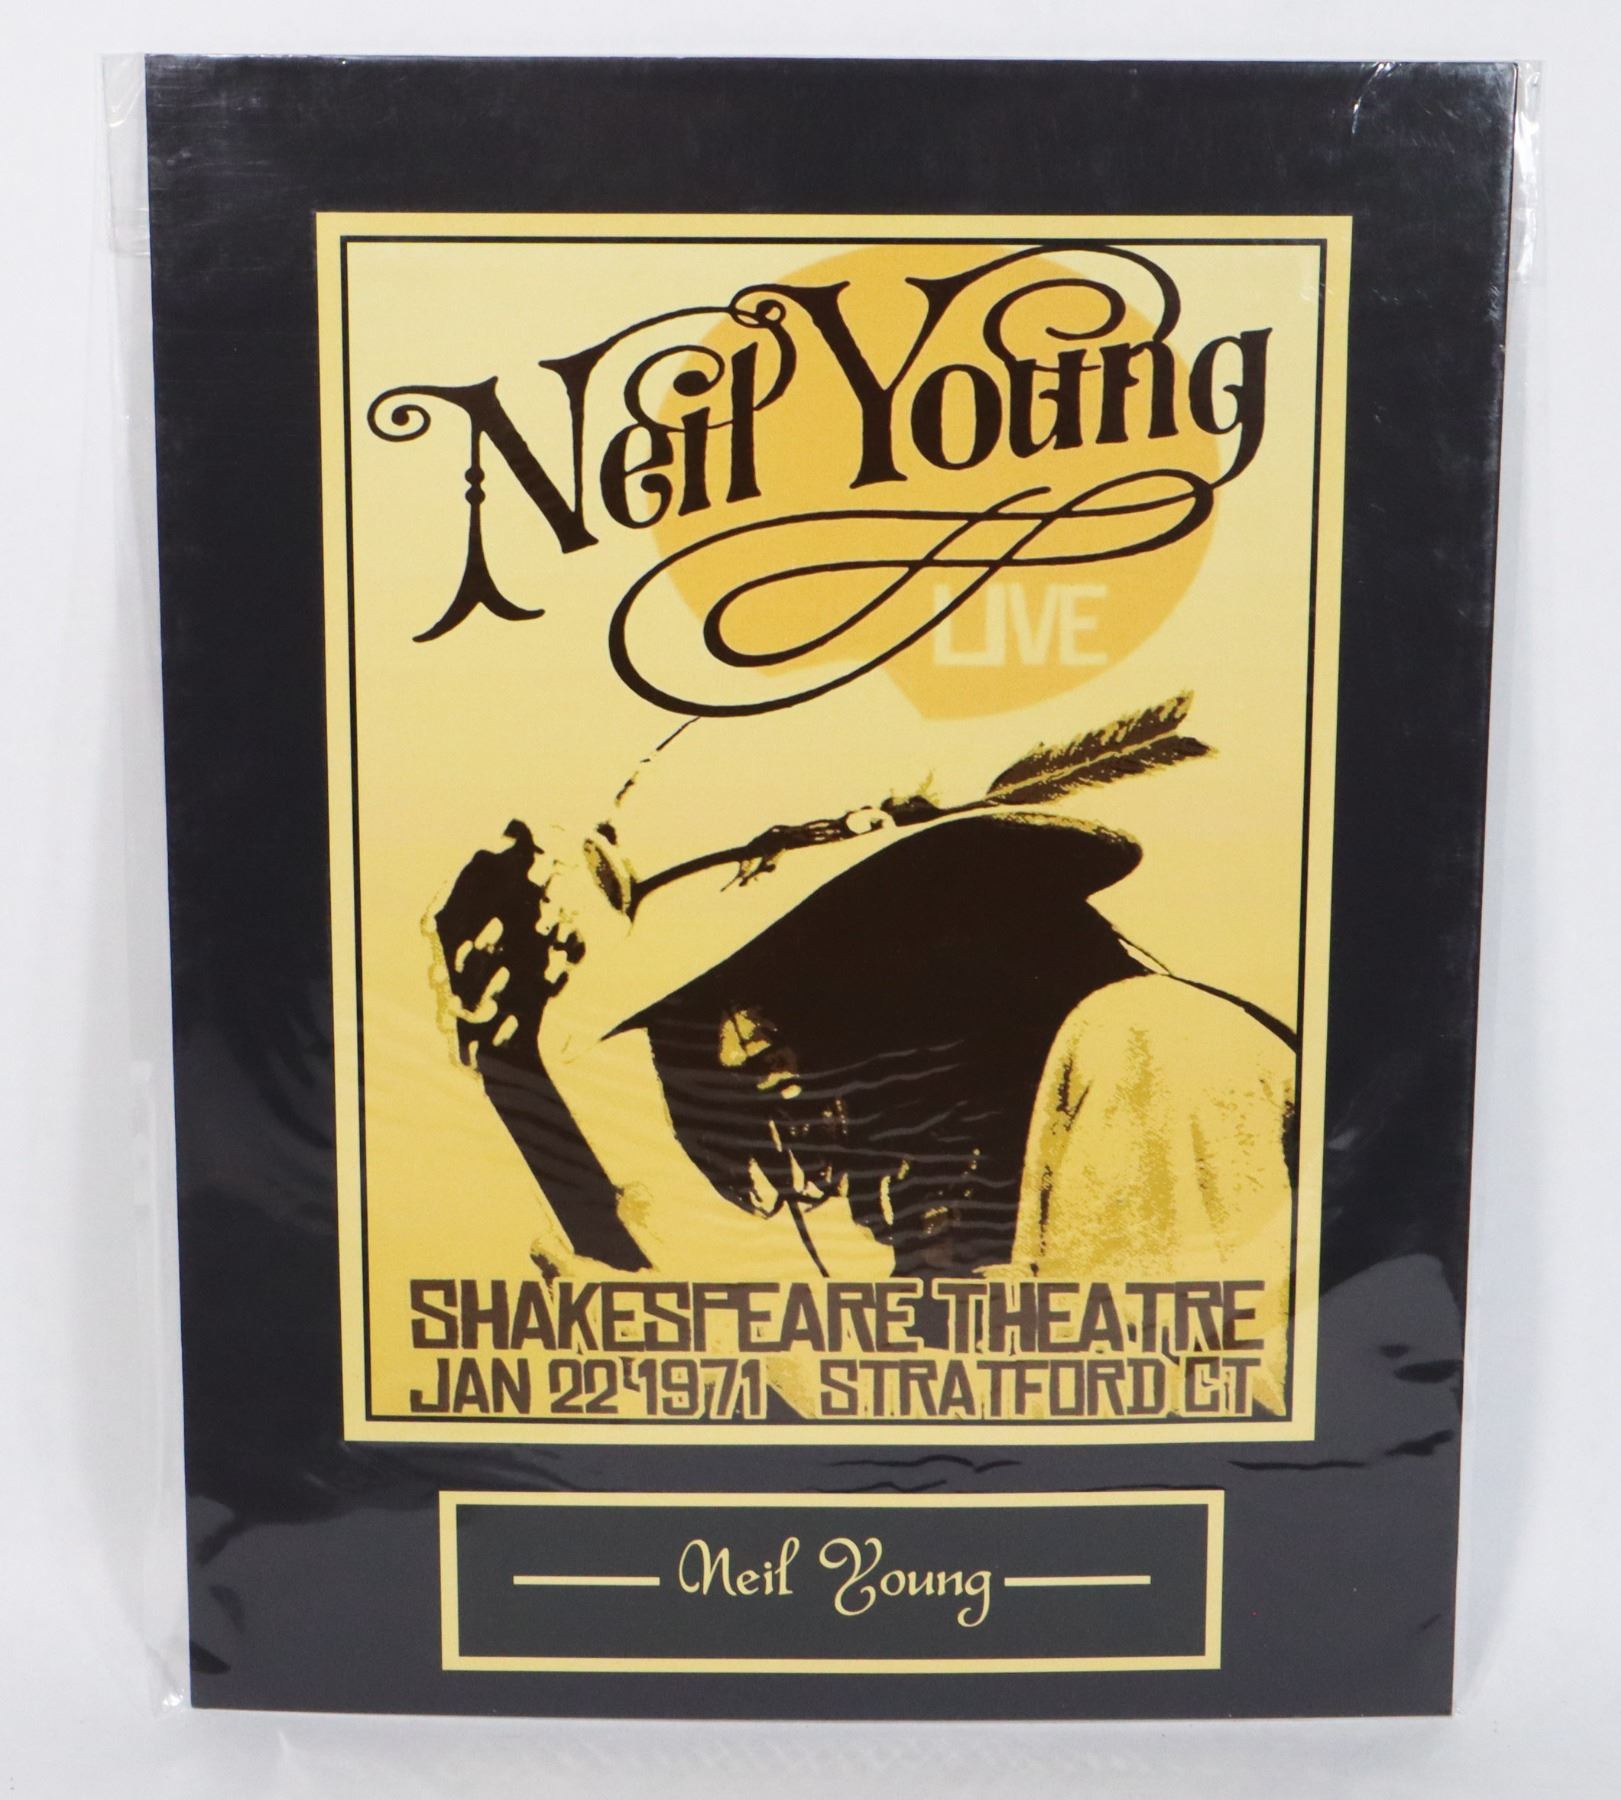 Neil Young
LIVE
SHAKESPEARE THEATRE
JAN 22 1971 STRATFORD CT
Neil Young